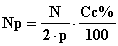 Np = N / 2·p · Cc% / 100